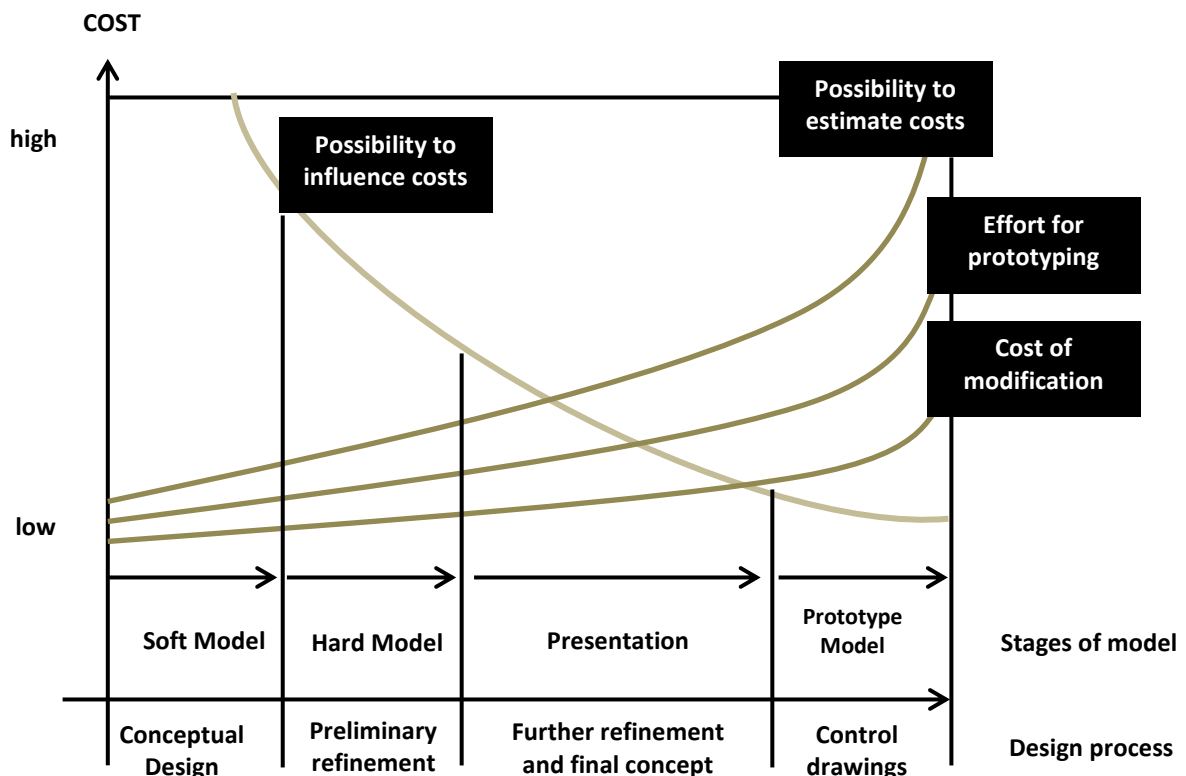 COST
high
Possibility to
influence costs
Possibility to
estimate costs
Effort for
prototyping
Cost of
modification
low
Soft Model
Hard Model
Presentation
Prototype
Model
Stages of model
Conceptual
Design
Preliminary
refinement
Further refinement
and final concept
Control
drawings
Design process